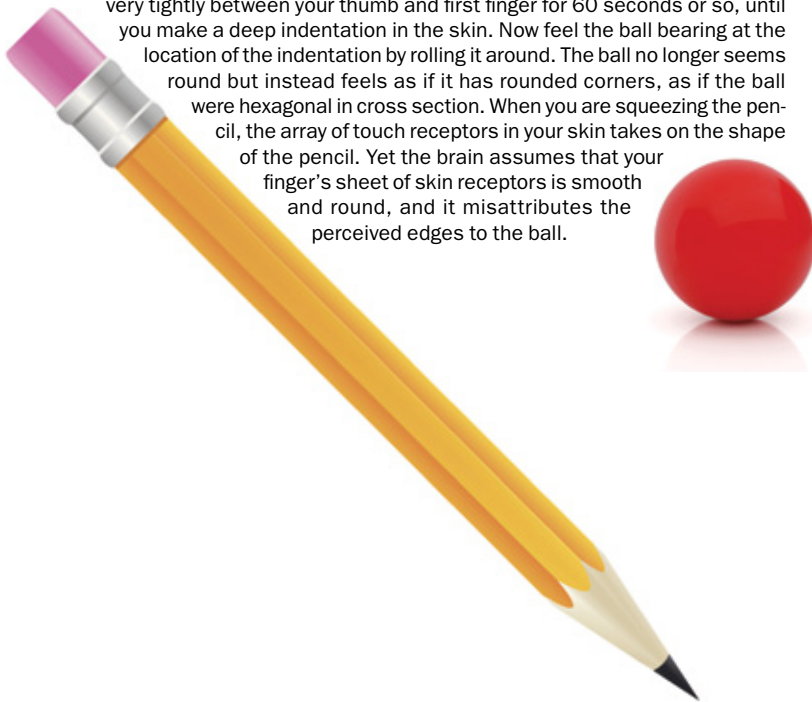 very tightly between your thumb and first finger for 60 seconds or so, until
you make a deep indentation in the skin. Now feel the ball bearing at the
location of the indentation by rolling it around. The ball no longer seems
round but instead feels as if it has rounded corners, as if the ball
were hexagonal in cross section. When you are squeezing the pen-
cil, the array of touch receptors in your skin takes on the shape
of the pencil. Yet the brain assumes that your
finger’s sheet of skin receptors is smooth
and round, and it misattributes the
perceived edges to the ball.